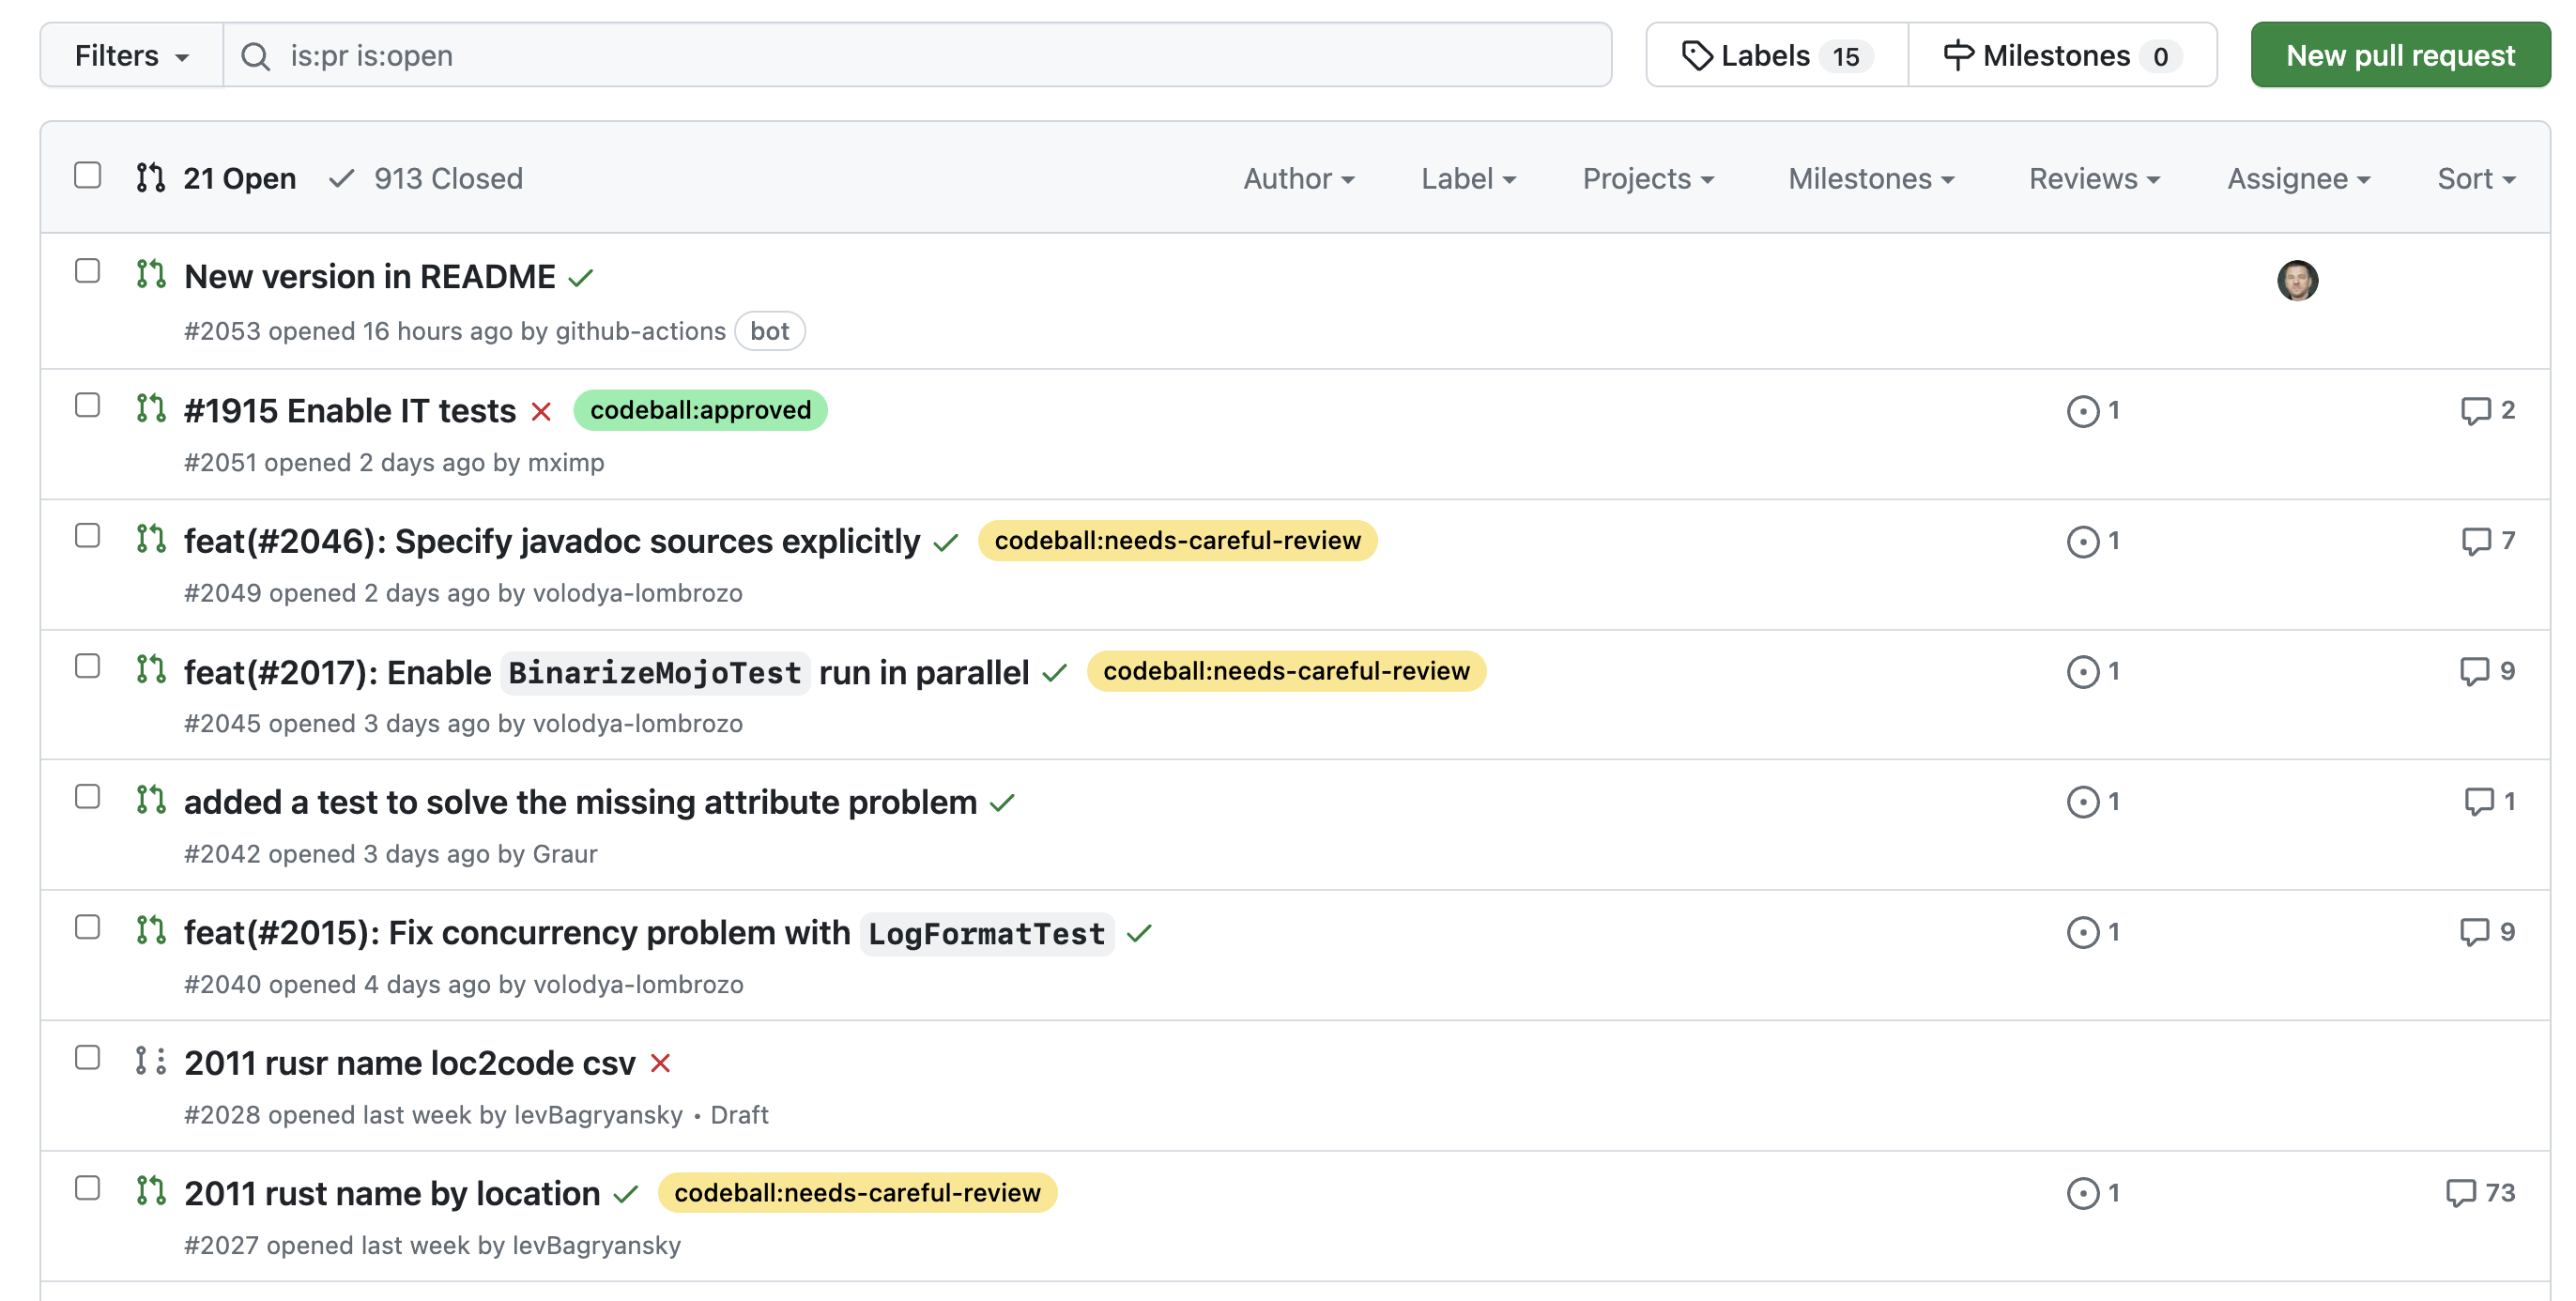 Filters is:pr is:open Labels 15 Milestones 0 New pull request
21 Open 913 Closed Author Label Projects Milestones Reviews Assignee Sort
New version in README
#2053 opened 16 hours ago by github-actions bot
#1915 Enable IT tests codeball:approved 1 2
#2051 opened 2 days ago by mximp
feat(#2046): Specify javadoc sources explicitly codeball:needs-careful-review 1 7
#2049 opened 2 days ago by volodya-lombrozo
feat(#2017): Enable BinarizeMojoTest run in parallel codeball:needs-careful-review 1 9
#2045 opened 3 days ago by volodya-lombrozo
added a test to solve the missing attribute problem 1 1
#2042 opened 3 days ago by Graur
feat(#2015): Fix concurrency problem with LogFormatTest 1 9
#2040 opened 4 days ago by volodya-lombrozo
2011 rusr name loc2code csv
#2028 opened last week by levBagryansky • Draft
2011 rust name by location codeball:needs-careful-review 1 73
#2027 opened last week by levBagryansky